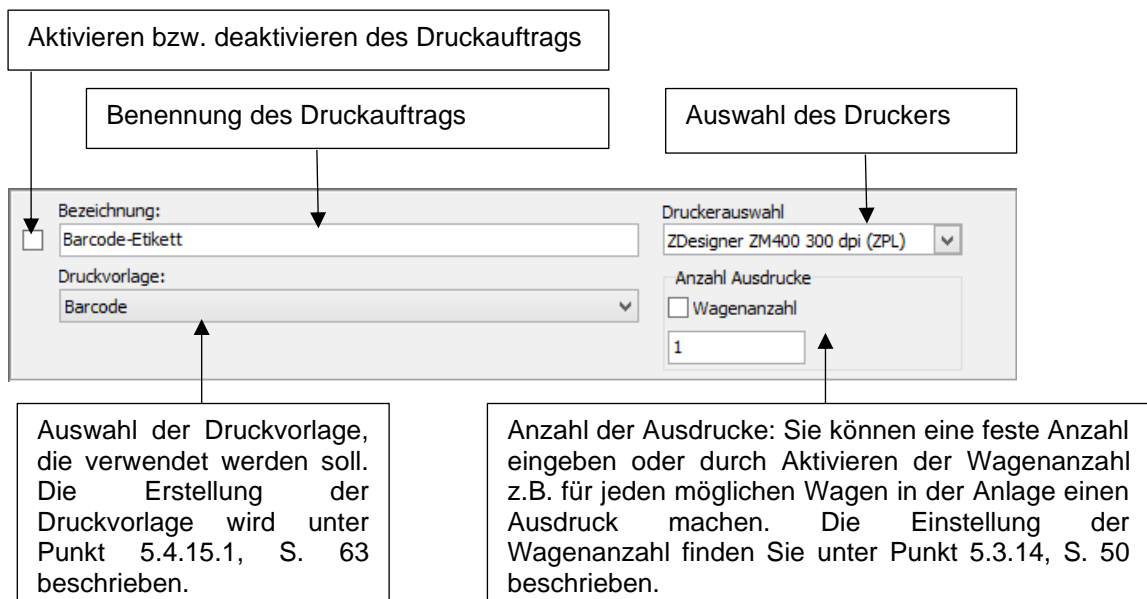 Aktivieren bzw. deaktivieren des Druckauftrags
Benennung des Druckauftrags
Auswahl des Druckers
Bezeichnung:
Barcode-Etikett
Druckerauswahl
ZDesigner ZM400 300 dpi (ZPL)
Druckvorlage:
Barcode
Anzahl Ausdrucke
Wagenanzahl
1
Auswahl der Druckvorlage,
die verwendet werden soll.
Die Erstellung der
Druckvorlage wird unter
Punkt 5.4.15.1, S. 63
beschrieben.
Anzahl der Ausdrucke: Sie können eine feste Anzahl
eingeben oder durch Aktivieren der Wagenanzahl
z.B. für jeden möglichen Wagen in der Anlage einen
Ausdruck machen. Die Einstellung der
Wagenanzahl finden Sie unter Punkt 5.3.14, S. 50
beschrieben.